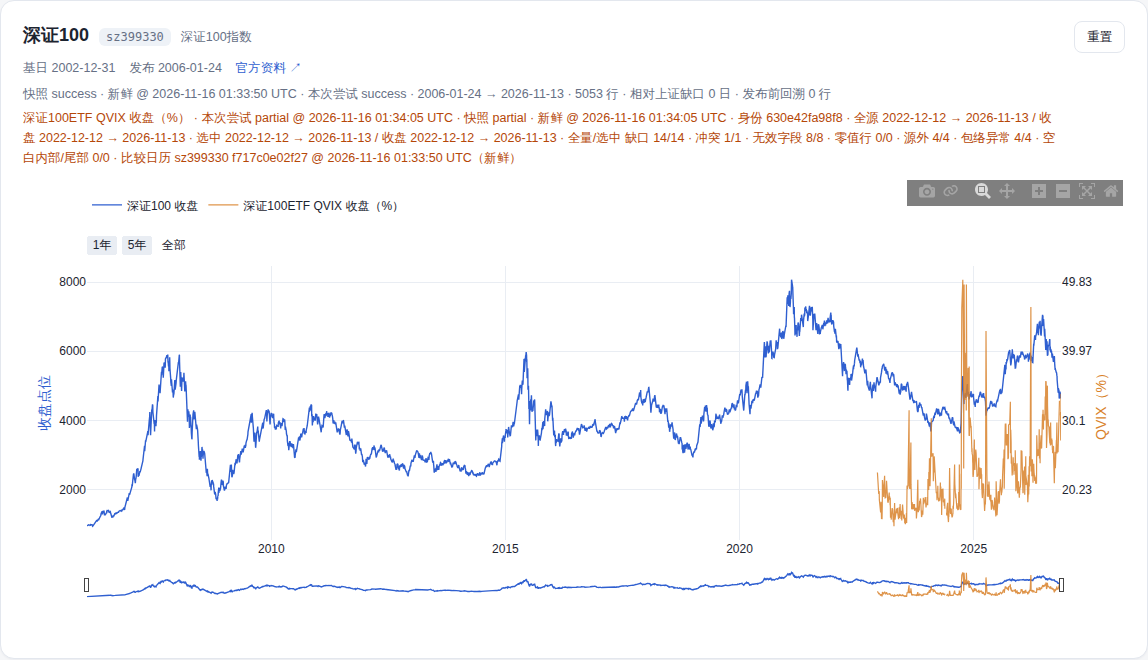 深证100 sz399330 深证100指数
重置
基日 2002-12-31 发布 2006-01-24 官方资料 ↗
快照 success · 新鲜 @ 2026-11-16 01:33:50 UTC · 本次尝试 success · 2006-01-24 → 2026-11-13 · 5053 行 · 相对上证缺口 0 日 · 发布前回溯 0 行
深证100ETF QVIX 收盘（%） · 本次尝试 partial @ 2026-11-16 01:34:05 UTC · 快照 partial · 新鲜 @ 2026-11-16 01:34:05 UTC · 身份 630e42fa98f8 · 全源 2022-12-12 → 2026-11-13 / 收
盘 2022-12-12 → 2026-11-13 · 选中 2022-12-12 → 2026-11-13 / 收盘 2022-12-12 → 2026-11-13 · 全量/选中 缺口 14/14 · 冲突 1/1 · 无效字段 8/8 · 零值行 0/0 · 源外 4/4 · 包络异常 4/4 · 空
白内部/尾部 0/0 · 比较日历 sz399330 f717c0e02f27 @ 2026-11-16 01:33:50 UTC（新鲜）
深证100 收盘 深证100ETF QVIX 收盘（%）
1年 5年 全部
8000
6000
4000
2000
收盘点位
49.83
39.97
30.1
20.23
QVIX（%）
2010 2015 2020 2025